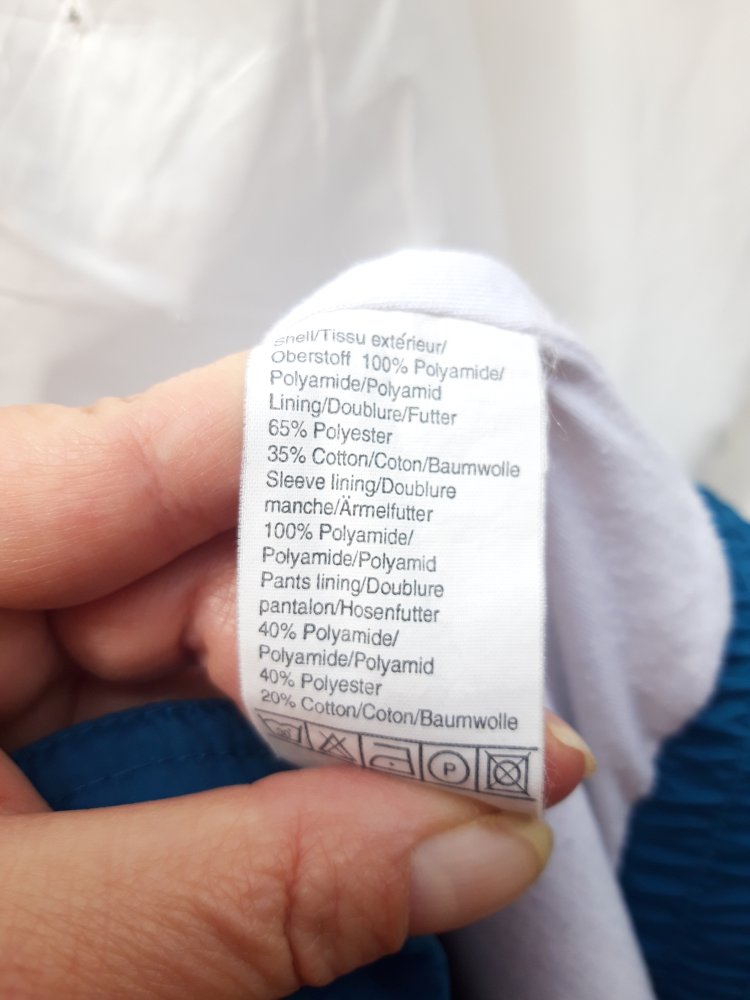 Shell/Tissu extérieur/
Oberstoff 100% Polyamide/
Polyamide/Polyamid
Lining/Doublure/Futter
65% Polyester
35% Cotton/Coton/Baumwolle
Sleeve lining/Doublure
manche/Ärmelfutter
100% Polyamide/
Polyamide/Polyamid
Pants lining/Doublure
pantalon/Hosenfutter
40% Polyamide/
Polyamide/Polyamid
40% Polyester
20% Cotton/Coton/Baumwolle
30° P